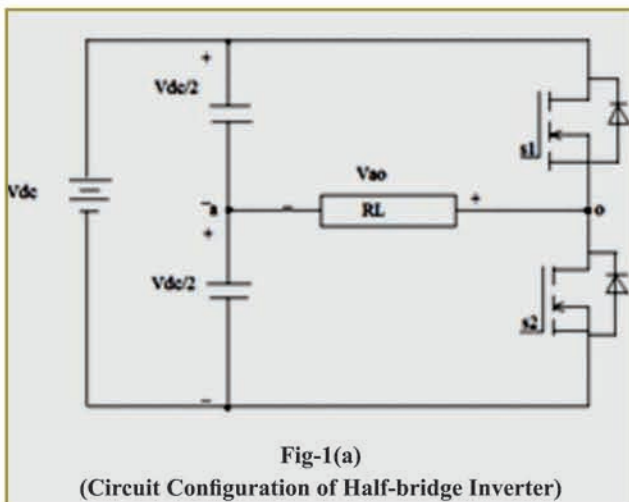 +
Vdc/2
s1
Vao
Vdc
- a
-
RL
+
o
+
Vdc/2
s2
-
Fig-1(a)
(Circuit Configuration of Half-bridge Inverter)